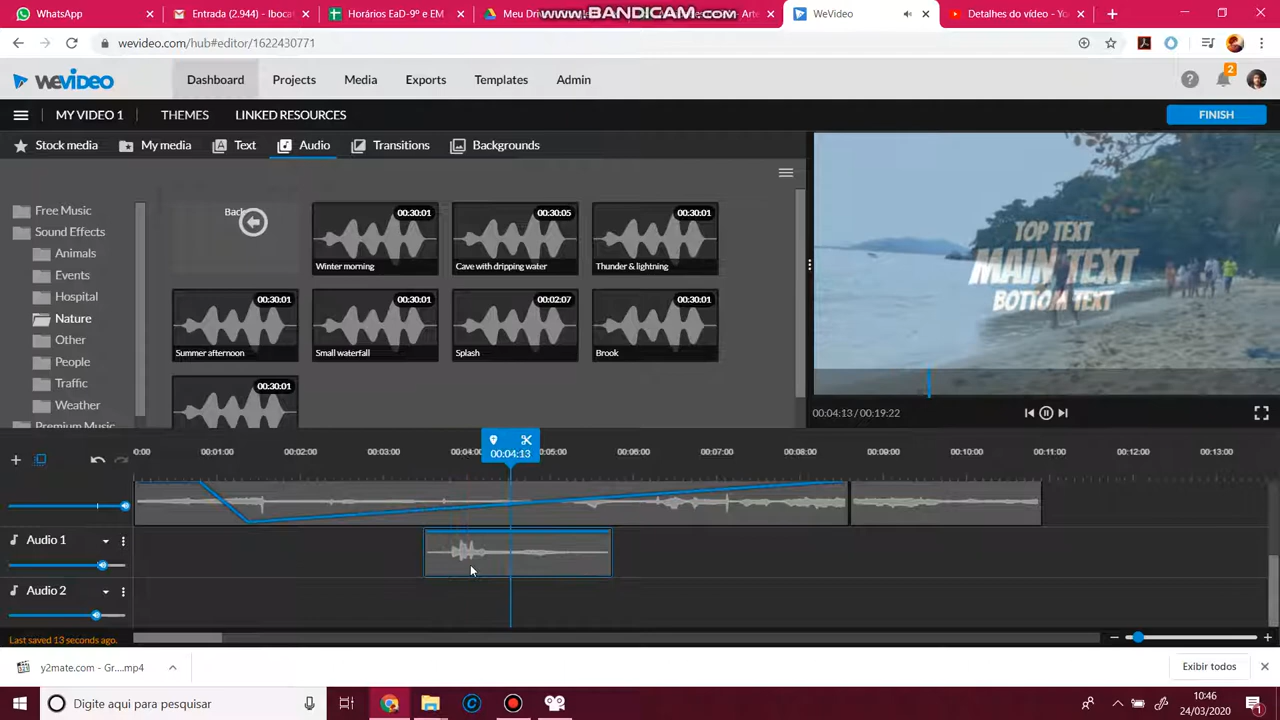 WhatsApp
Entrada (2.944) - lboca
Horários EaD-9º e EM
Meu Dri
www.BANDICAM.com
- Arte
WeVideo
Detalhes do vídeo - Yo
wevideo.com/hub#editor/1622430771
WEVIDEO
Dashboard
Projects
Media
Exports
Templates
Admin
2
MY VIDEO 1
THEMES
LINKED RESOURCES
FINISH
Stock media
My media
Text
Audio
Transitions
Backgrounds
Free Music
Sound Effects
Animals
Events
Hospital
Nature
Other
People
Traffic
Weather
Premium Music
Back
00:30:01
Winter morning
00:30:05
Cave with dripping water
00:30:01
Thunder & lightning
00:30:01
Summer afternoon
00:30:01
Small waterfall
00:02:07
Splash
00:30:01
Brook
00:30:01
TOP TEXT
MAIN TEXT
BOTTOM TEXT
00:04:13 / 00:19:22
0:00
00:01:00
00:02:00
00:03:00
00:04:00
00:04:13
00:05:00
00:06:00
00:07:00
00:08:00
00:09:00
00:10:00
00:11:00
00:12:00
00:13:00
Audio 1
Audio 2
Last saved 13 seconds ago.
y2mate.com - Gr....mp4
Exibir todos
Digite aqui para pesquisar
10:46
24/03/2020
1